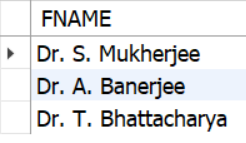 FNAME
Dr. S. Mukherjee
Dr. A. Banerjee
Dr. T. Bhattacharya